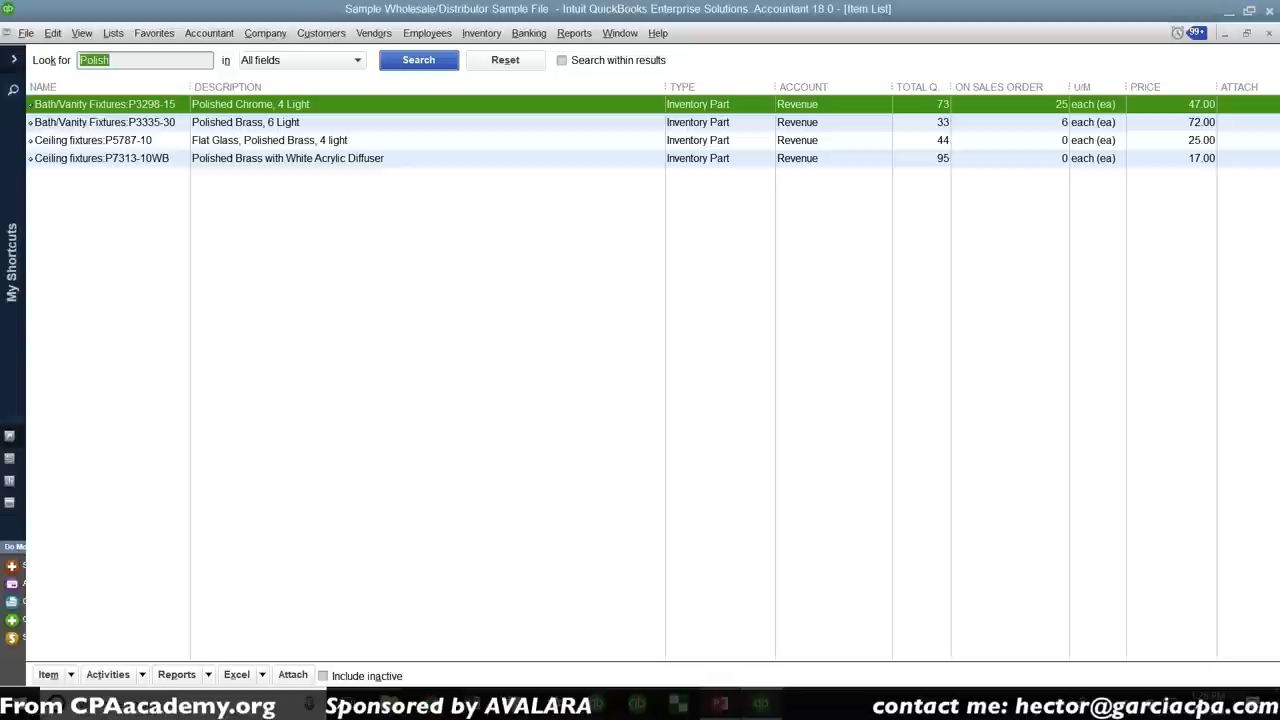 Sample Wholesale/Distributor Sample File - Intuit QuickBooks Enterprise Solutions. Accountant 18.0 - [Item List]
File Edit View Lists Favorites Accountant Company Customers Vendors Employees Inventory Banking Reports Window Help 99+
Look for Polish in All fields Search Reset Search within results
NAME DESCRIPTION TYPE ACCOUNT TOTAL Q... ON SALES ORDER U/M PRICE ATTACH
Bath/Vanity Fixtures:P3298-15 Polished Chrome, 4 Light Inventory Part Revenue 73 25 each (ea) 47.00
Bath/Vanity Fixtures:P3335-30 Polished Brass, 6 Light Inventory Part Revenue 33 6 each (ea) 72.00
Ceiling fixtures:P5787-10 Flat Glass, Polished Brass, 4 light Inventory Part Revenue 44 0 each (ea) 25.00
Ceiling fixtures:P7313-10WB Polished Brass with White Acrylic Diffuser Inventory Part Revenue 95 0 each (ea) 17.00
My Shortcuts
Do Mo
Item Activities Reports Excel Attach Include inactive
From CPAacademy.org Sponsored by AVALARA contact me: hector@garciacpa.com